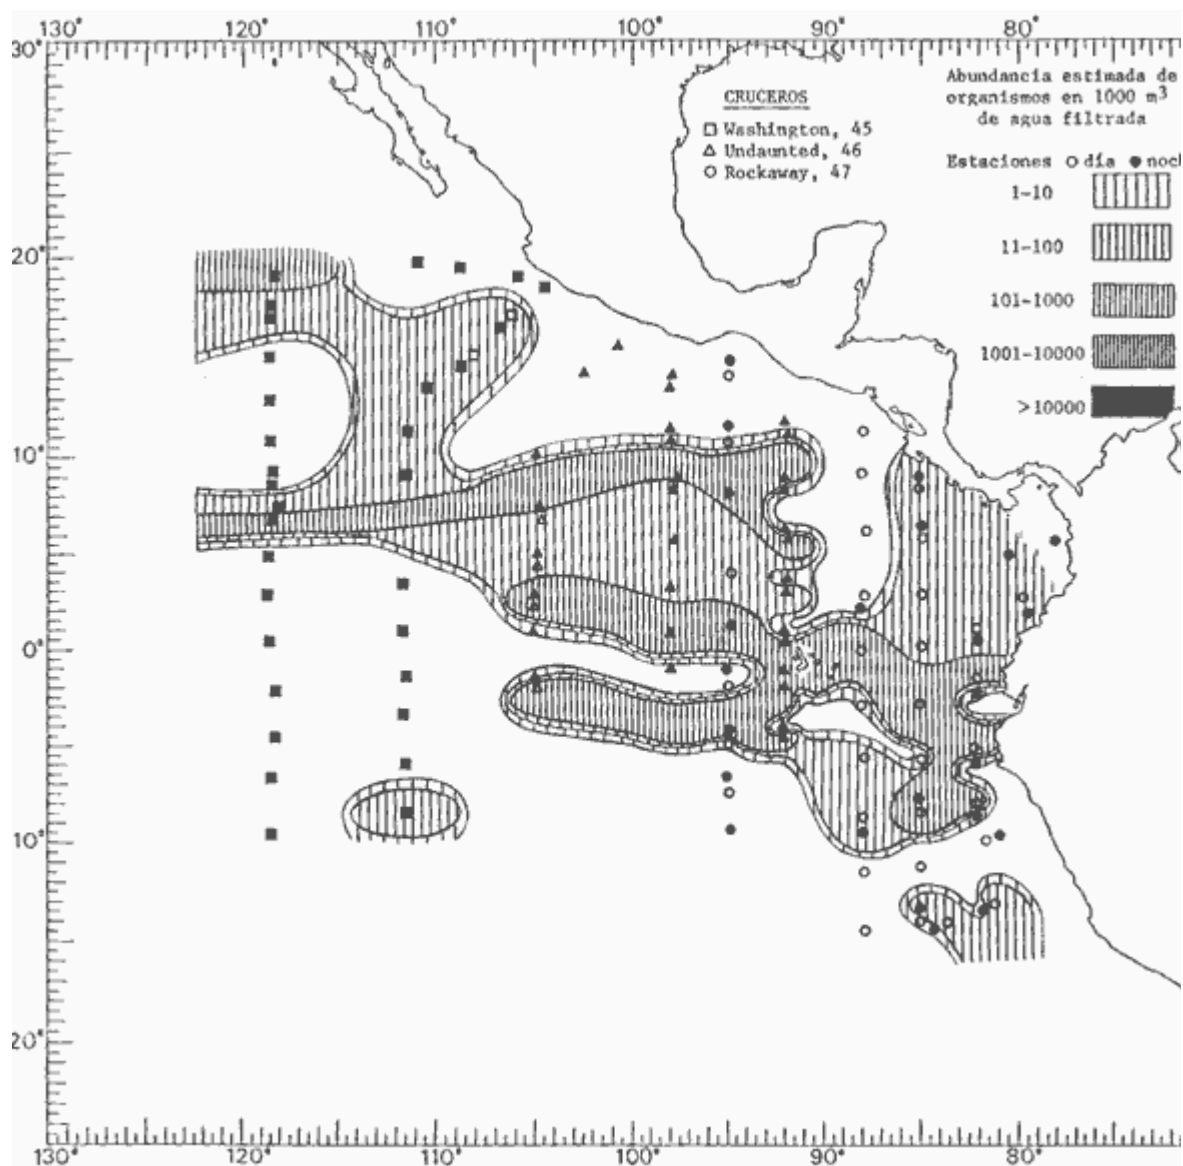 130° 120° 110° 100° 90° 80°
30°
20°
10°
0°
10°
20°
CRUCEROS
□ Washington, 45
△ Undaunted, 46
○ Rockaway, 47
Abundancia estimada de
organismos en 1000 m³
de agua filtrada
Estaciones ○ día ● noch
1-10
11-100
101-1000
1001-10000
>10000
130° 120° 110° 100° 90° 80°